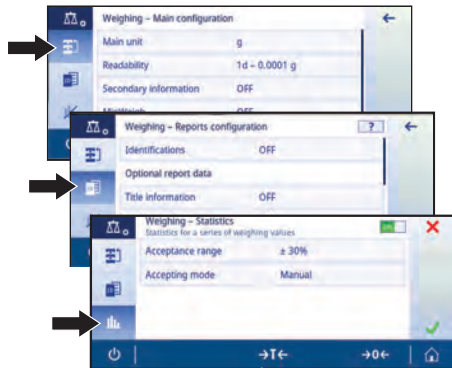 Weighing – Main configuration
Main unit g
Readability 1d – 0.0001 g
Secondary information OFF
MinWeigh OFF
Weighing – Reports configuration ?
Identifications OFF
Optional report data
Title information OFF
Weighing – Statistics
Statistics for a series of weighing values
Acceptance range ± 30%
Accepting mode Manual
→T← →0←